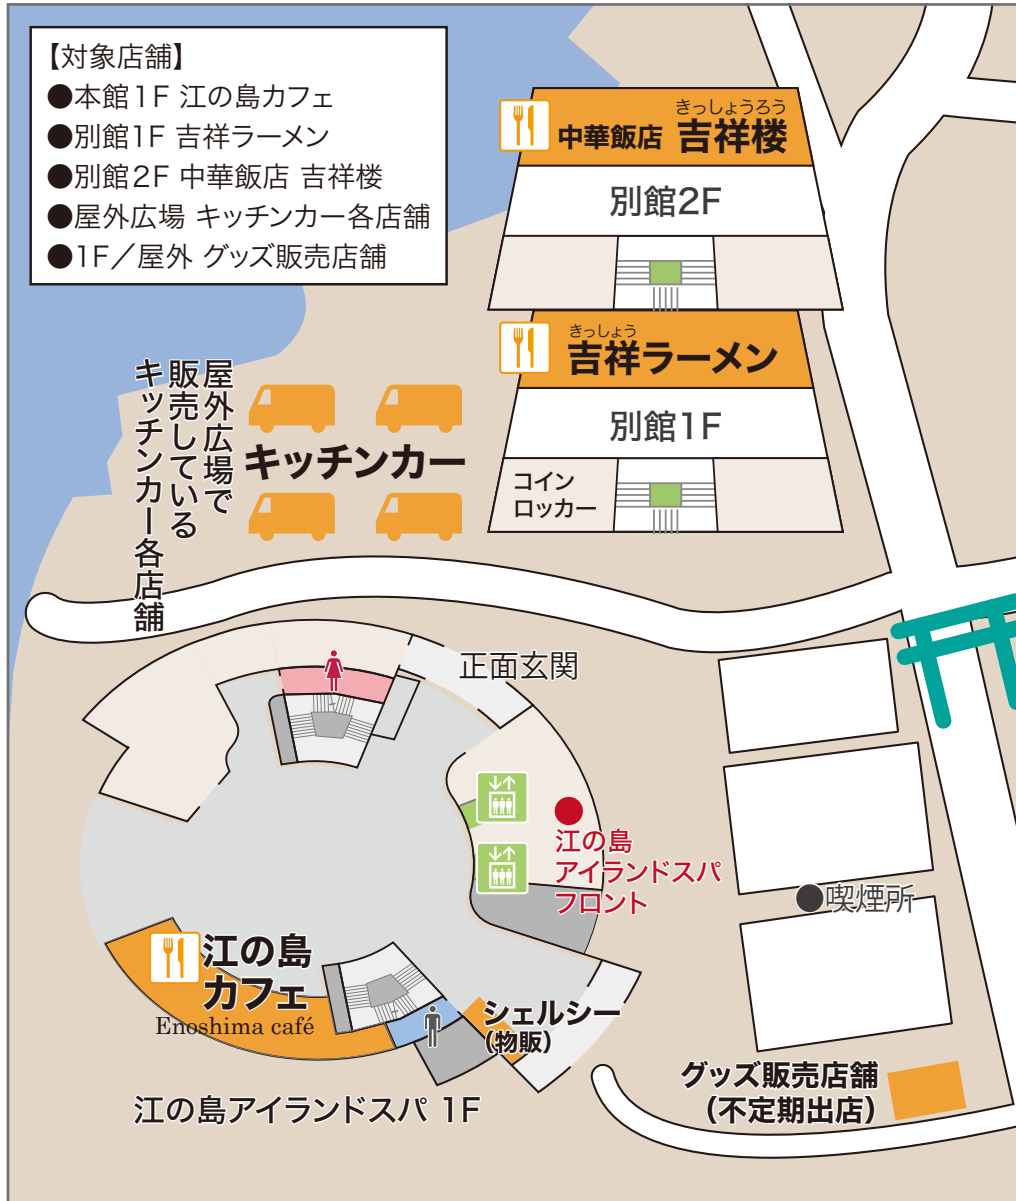 【対象店舗】
●本館1F 江の島カフェ
●別館1F 吉祥ラーメン
●別館2F 中華飯店 吉祥楼
●屋外広場 キッチンカー各店舗
●1F／屋外 グッズ販売店舗
きっしょうろう
中華飯店 吉祥楼
別館2F
きっしょう
吉祥ラーメン
別館1F
コイン
ロッカー
屋外広場で
販売している
キッチンカー各店舗
キッチンカー
正面玄関
江の島
アイランドスパ
フロント
喫煙所
江の島
カフェ
Enoshima café
シェルシー
（物販）
江の島アイランドスパ 1F
グッズ販売店舗
（不定期出店）